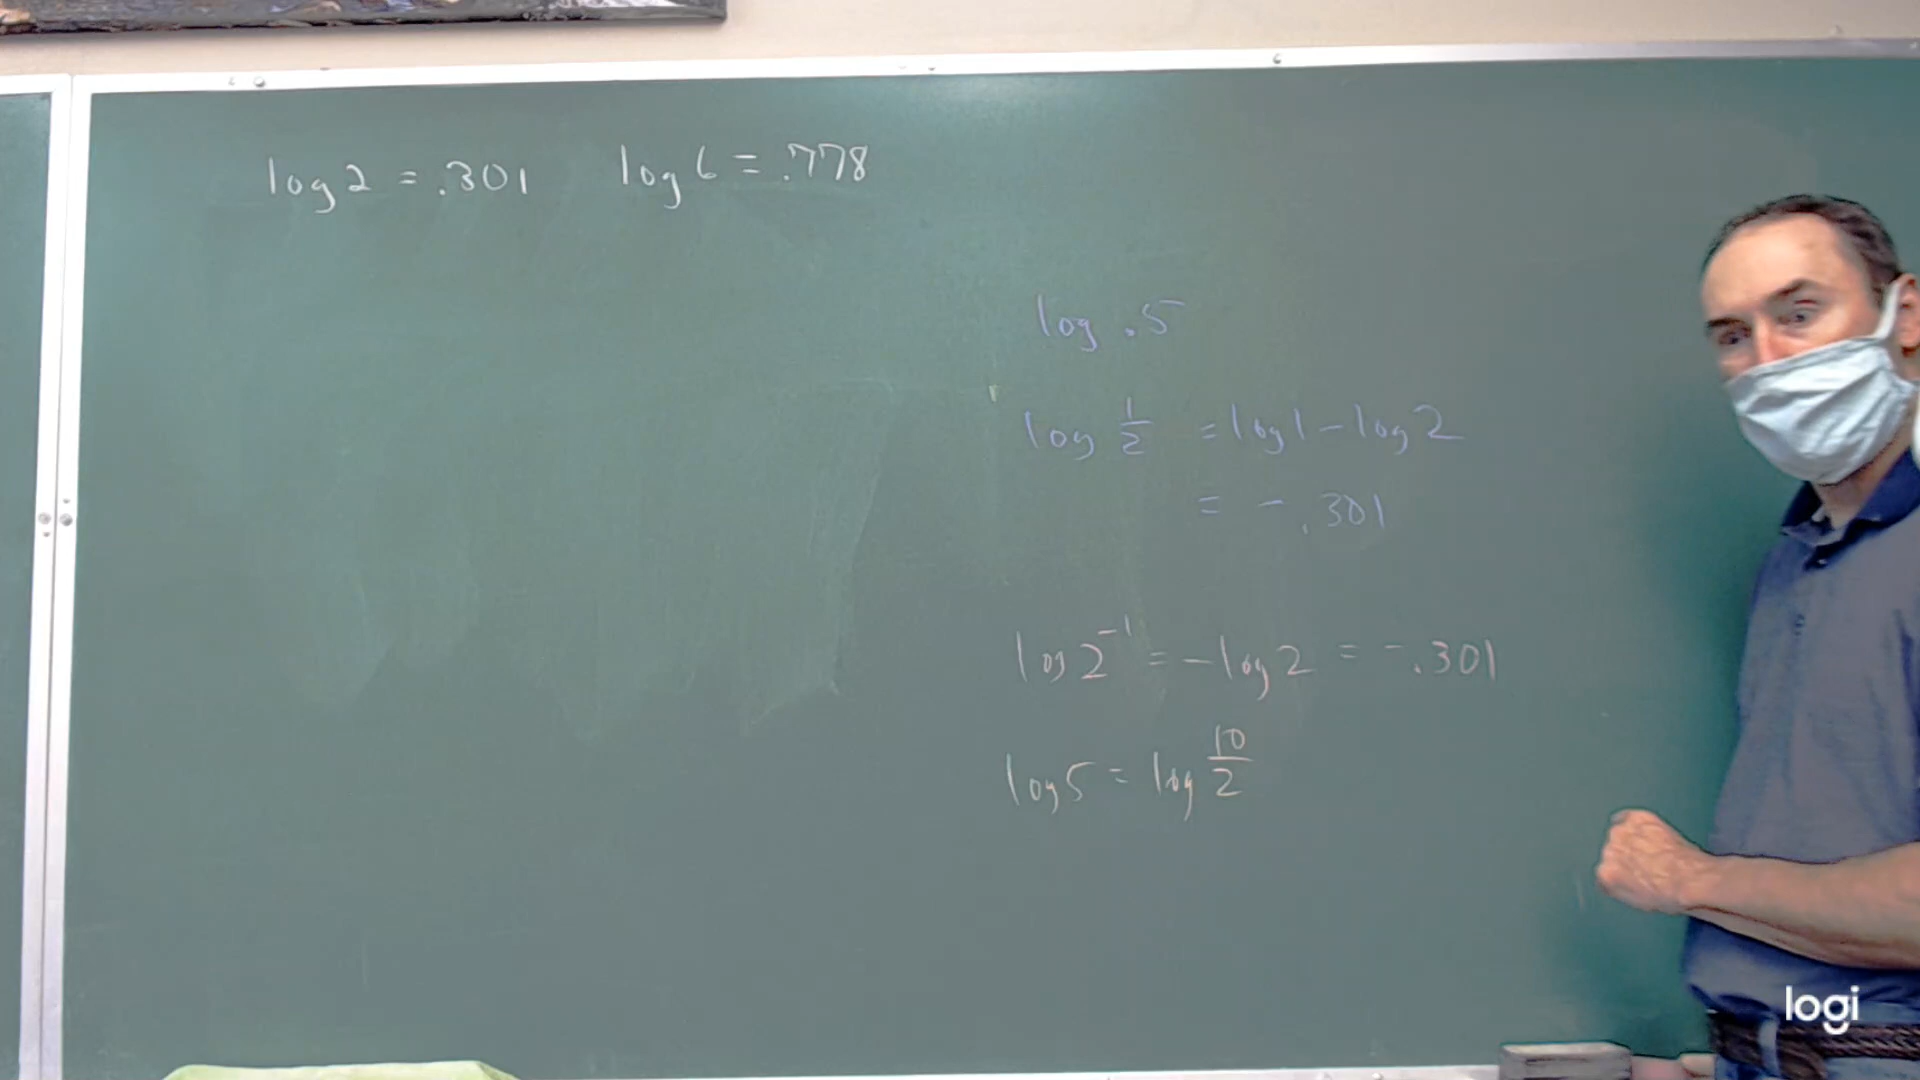 log 2 = .301 log 6 = .778
log .5
log 1/2 = log 1 - log 2
= - .301
log 2⁻¹ = - log 2 = - .301
log 5 = log 10/2
logi